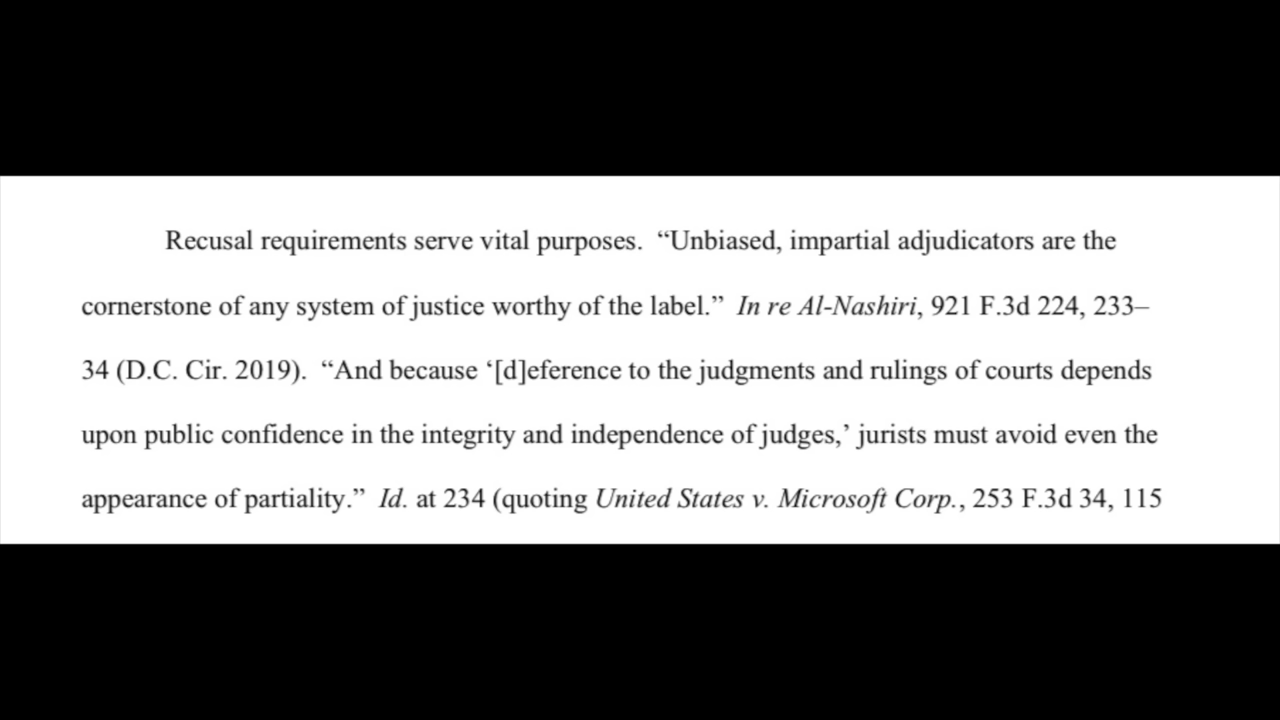 Recusal requirements serve vital purposes.  “Unbiased, impartial adjudicators are the
cornerstone of any system of justice worthy of the label.”  In re Al-Nashiri, 921 F.3d 224, 233–
34 (D.C. Cir. 2019).  “And because ‘[d]eference to the judgments and rulings of courts depends
upon public confidence in the integrity and independence of judges,’ jurists must avoid even the
appearance of partiality.”  Id. at 234 (quoting United States v. Microsoft Corp., 253 F.3d 34, 115